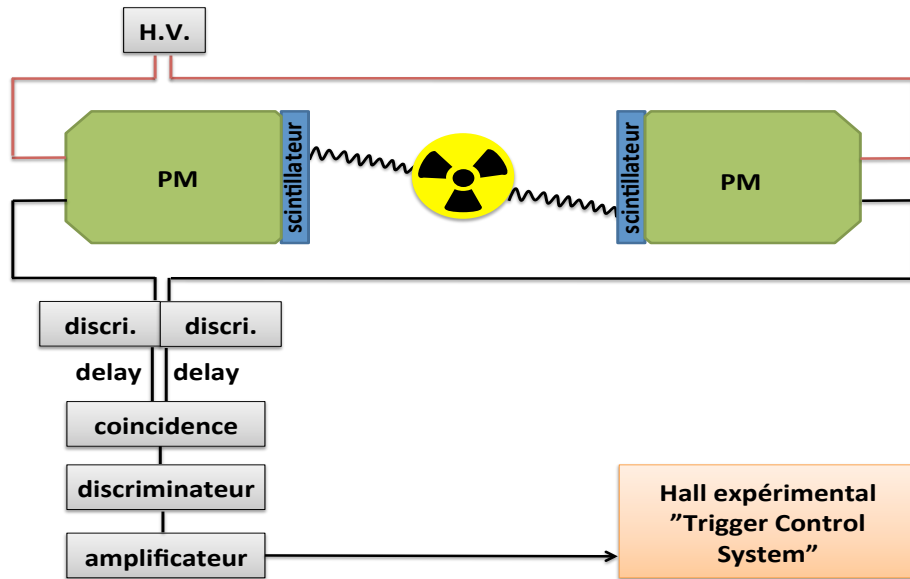 H.V.
PM
scintillateur
scintillateur
PM
discri.
discri.
delay
delay
coincidence
discriminateur
amplificateur
Hall expérimental
”Trigger Control
System”